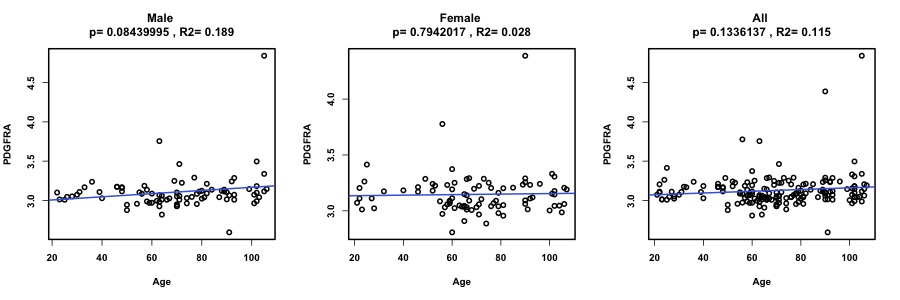 Male
p= 0.08439995 , R2= 0.189
PDGFRA
4.5
4.0
3.5
3.0
20 40 60 80 100
Age
Female
p= 0.7942017 , R2= 0.028
PDGFRA
4.0
3.5
3.0
20 40 60 80 100
Age
All
p= 0.1336137 , R2= 0.115
PDGFRA
4.5
4.0
3.5
3.0
20 40 60 80 100
Age